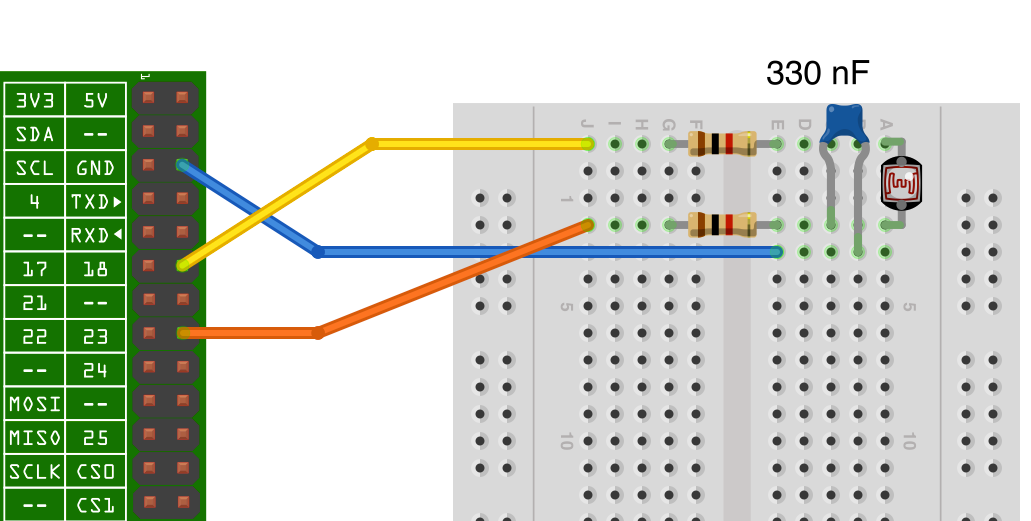 330 nF
3V3 5V
SDA --
SCL GND
4 TXD▸
-- RXD◂
17 18
21 --
22 23
-- 24
MOSI --
MISO 25
SCLK CS0
-- CS1
J I H G F E D A
1
5 5
10 10